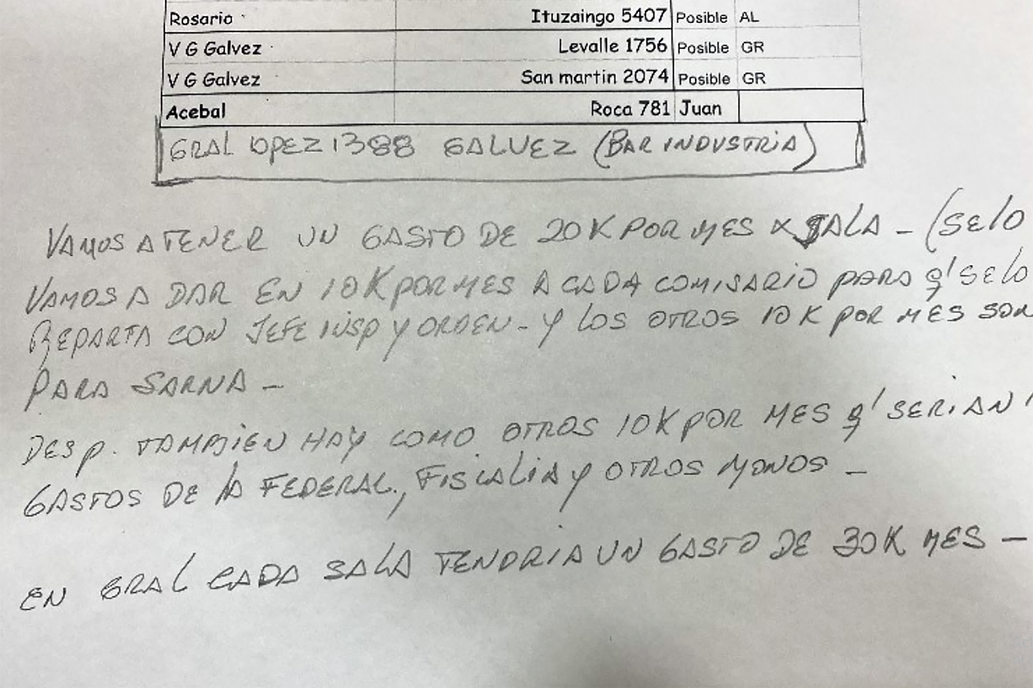 Rosario Ituzaingo 5407 Posible AL
V G Galvez Levalle 1756 Posible GR
V G Galvez San martin 2074 Posible GR
Acebal Roca 781 Juan
GRAL LOPEZ 1388 GALVEZ (BAR INDUSTRIA)
VAMOS A TENER UN GASTO DE 20K POR MES X SALA - (SE LO
VAMOS A DAR EN 10K POR MES A CADA COMISARIO PARA q' SE LO
REPARTA CON JEFE INSP Y ORDEN - Y LOS OTROS 10K POR MES SON
PARA SARNA -
DESP. TAMBIEN HAY COMO OTROS 10K POR MES q' SERIAN
GASTOS DE LA FEDERAL, FISCALIA Y OTROS MONOS -
EN GRAL CADA SALA TENDRIA UN GASTO DE 30K MES -